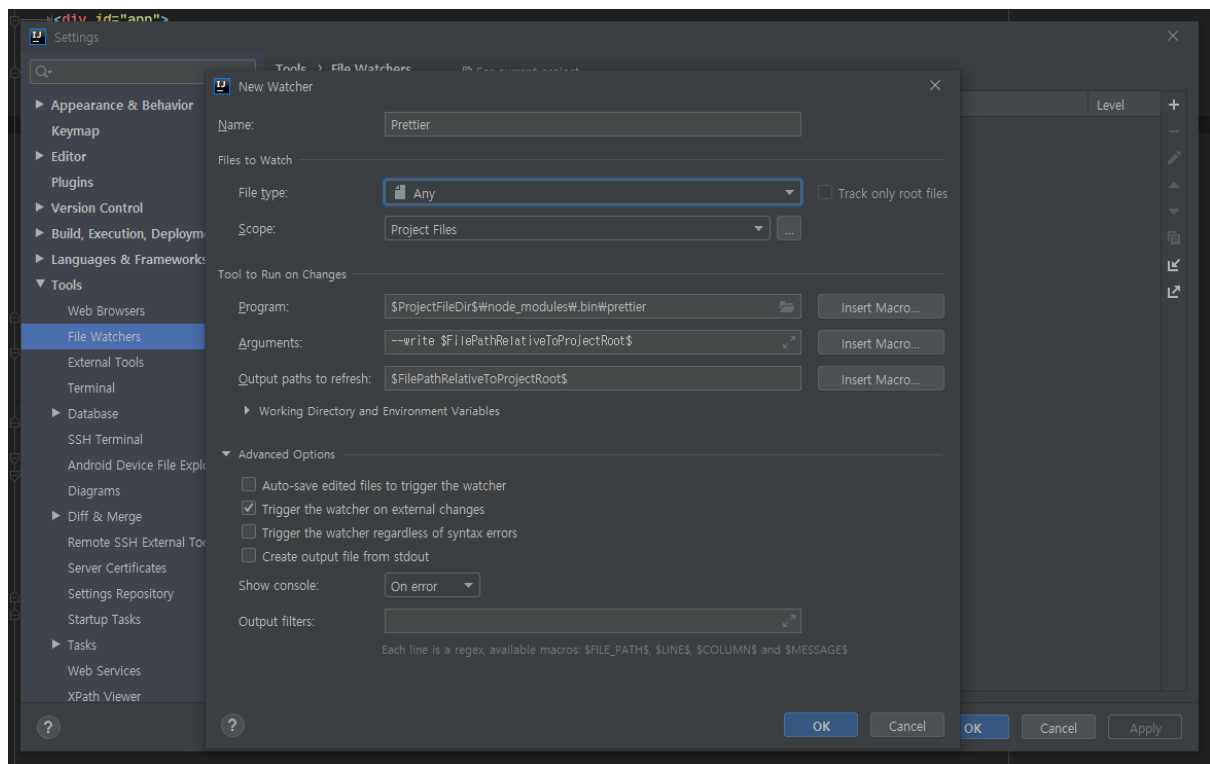 <div id="app">
Settings
Tools › File Watchers For current project
New Watcher
Appearance & Behavior
Keymap
Editor
Plugins
Version Control
Build, Execution, Deploym
Languages & Frameworks
Tools
Web Browsers
File Watchers
External Tools
Terminal
Database
SSH Terminal
Android Device File Expl
Diagrams
Diff & Merge
Remote SSH External To
Server Certificates
Settings Repository
Startup Tasks
Tasks
Web Services
XPath Viewer
Level
Name: Prettier
Files to Watch
File type: Any Track only root files
Scope: Project Files ...
Tool to Run on Changes
Program: $ProjectFileDir$₩node_modules₩.bin₩prettier Insert Macro...
Arguments: --write $FilePathRelativeToProjectRoot$ Insert Macro...
Output paths to refresh: $FilePathRelativeToProjectRoot$ Insert Macro...
Working Directory and Environment Variables
Advanced Options
Auto-save edited files to trigger the watcher
Trigger the watcher on external changes
Trigger the watcher regardless of syntax errors
Create output file from stdout
Show console: On error
Output filters:
Each line is a regex, available macros: $FILE_PATH$, $LINE$, $COLUMN$ and $MESSAGE$
? OK Cancel
? OK Cancel Apply